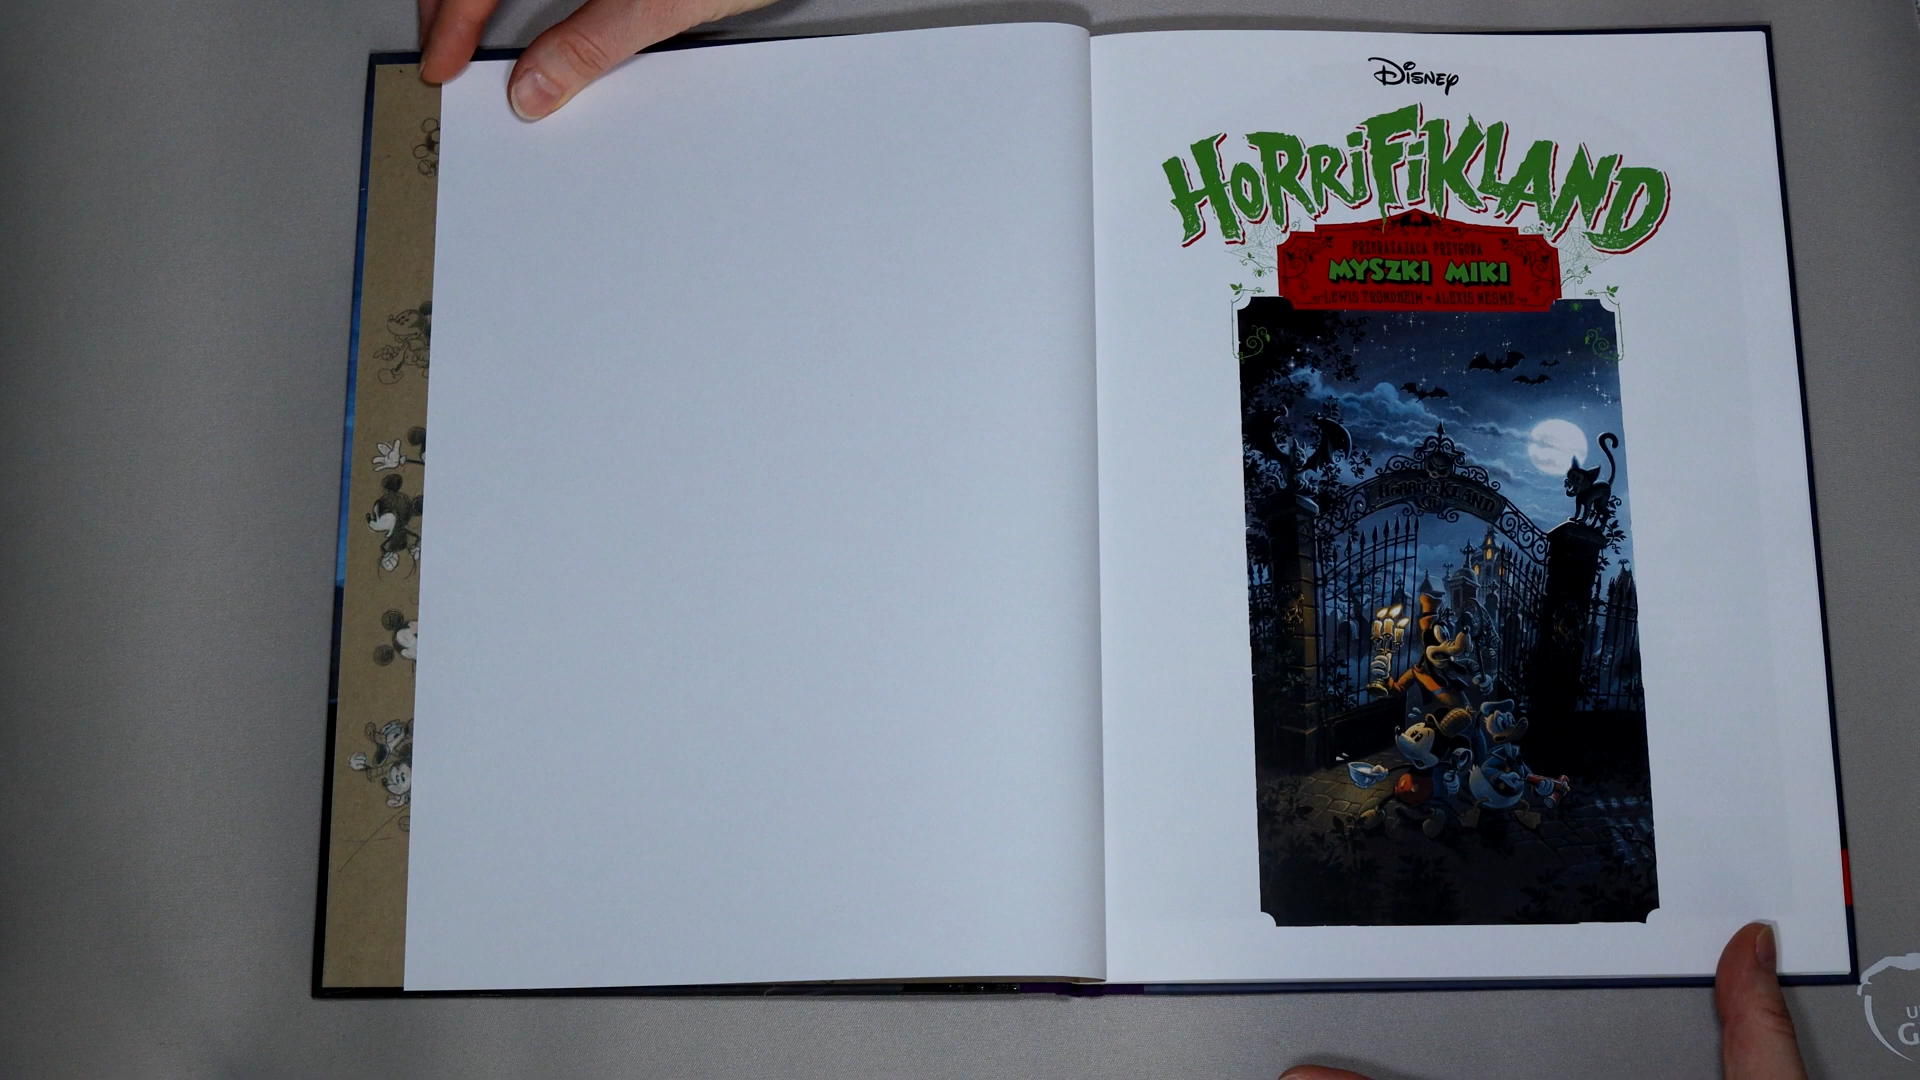 Disney
HORRIFIKLAND
PRZERAŻAJĄCA PRZYGODA
MYSZKI MIKI
LEWIS TRONDHEIM - ALEXIS NESME
HORRIFIKLAND